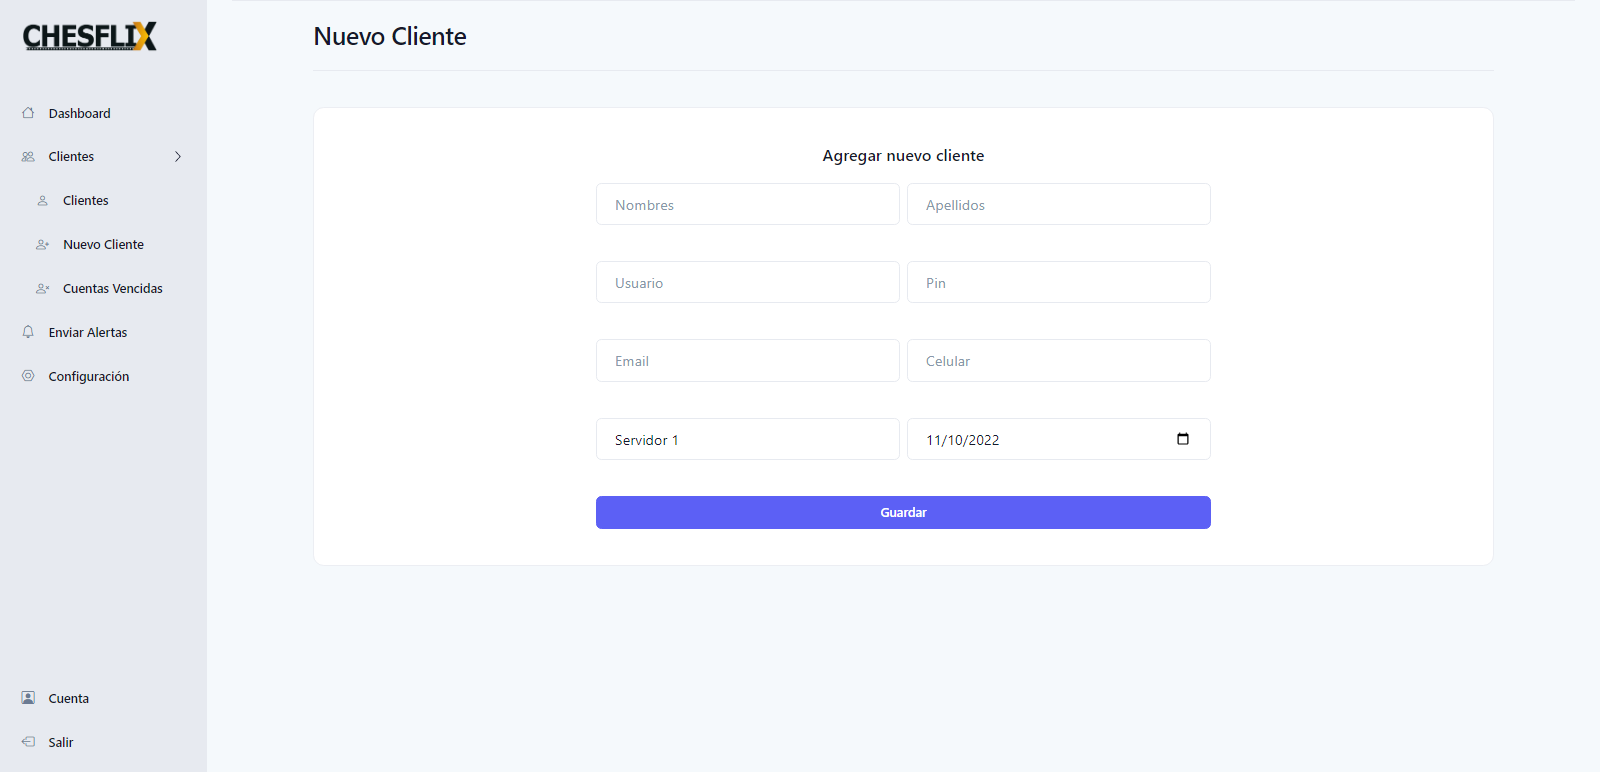 CHESFLIX
Dashboard
Clientes
Clientes
Nuevo Cliente
Cuentas Vencidas
Enviar Alertas
Configuración
Cuenta
Salir
Nuevo Cliente
Agregar nuevo cliente
Nombres Apellidos
Usuario Pin
Email Celular
Servidor 1 11/10/2022
Guardar